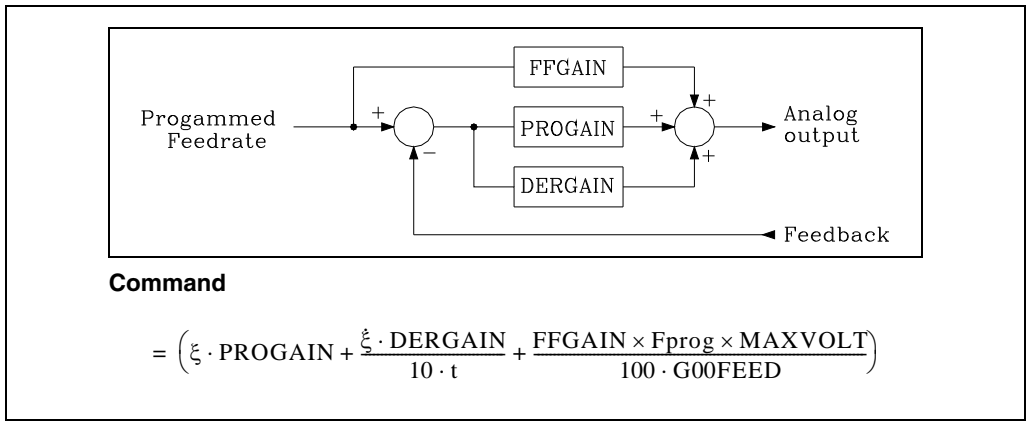 FFGAIN
Progammed
Feedrate
+
−
PROGAIN
DERGAIN
+
+
+
Analog
output
Feedback
Command
= (ξ · PROGAIN + ξ̇ · DERGAIN / 10 · t + FFGAIN × Fprog × MAXVOLT / 100 · G00FEED)